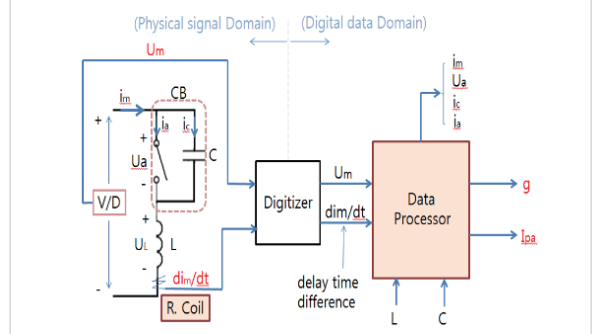 (Physical signal Domain) (Digital data Domain)
Um
im
CB
im
Ua
ic
ia
+
ia
ic
+
Ua
C
-
V/D
Digitizer
Um
dim/dt
Data
Processor
g
Ipa
+
UL
L
-
-
dim/dt
R. Coil
delay time
difference
L
C